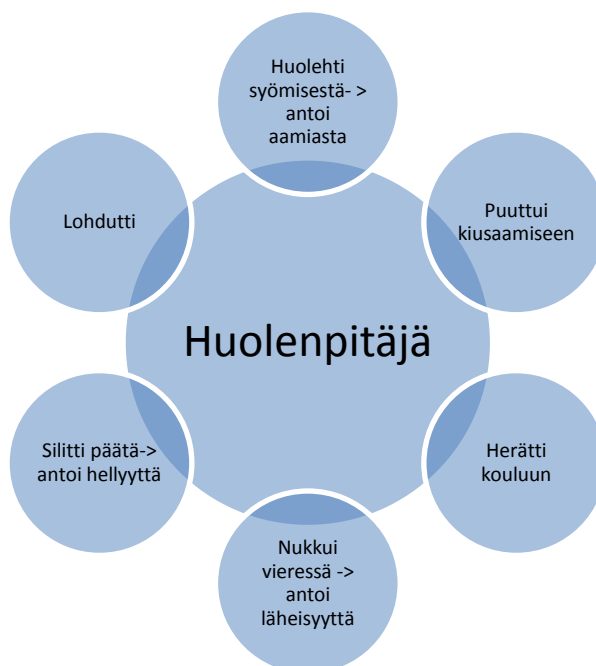 Huolehti
syömisestä- >
antoi
aamiasta
Puuttui
kiusaamiseen
Herätti
kouluun
Nukkui
vieressä ->
antoi
läheisyyttä
Silitti päätä->
antoi hellyyttä
Lohdutti
Huolenpitäjä